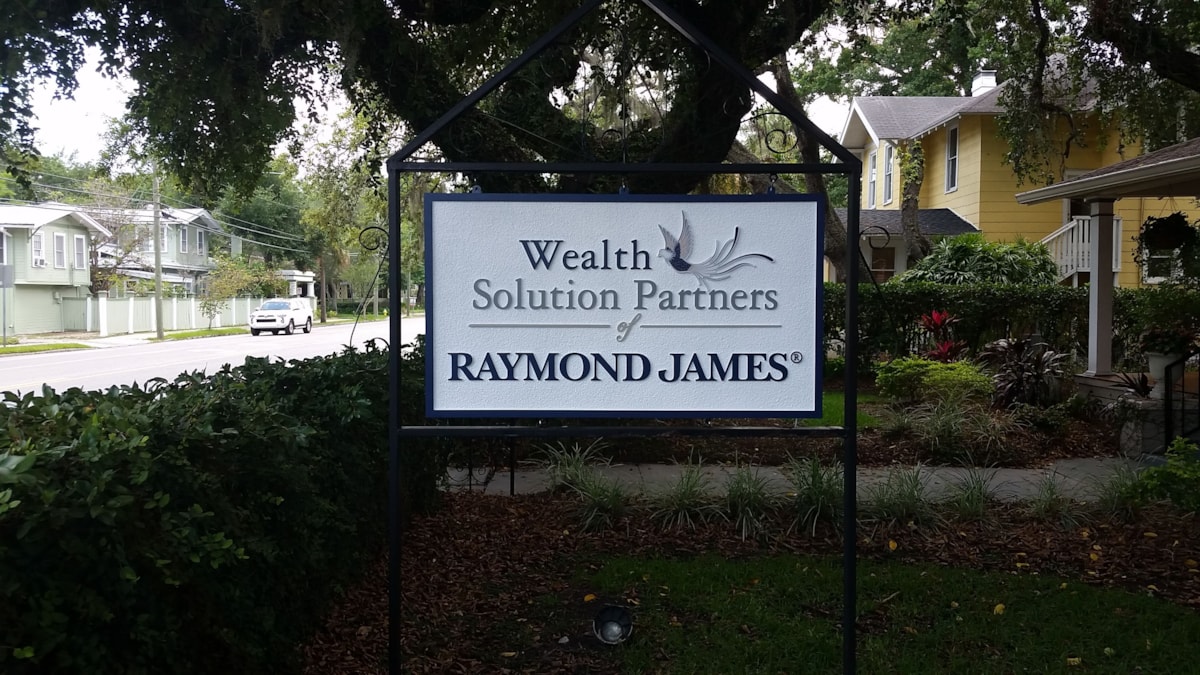 Wealth
Solution Partners
of
RAYMOND JAMES®